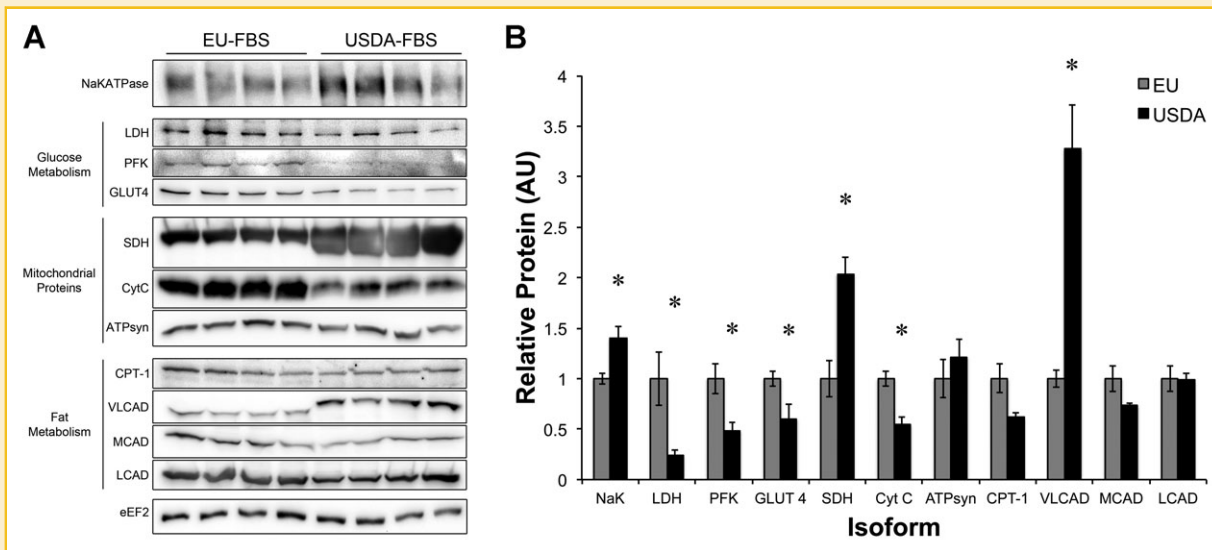 A
EU-FBS USDA-FBS
NaKATPase
LDH
Glucose
Metabolism
PFK
GLUT4
SDH
Mitochondrial
Proteins
CytC
ATPsyn
CPT-1
VLCAD
Fat
Metabolism
MCAD
LCAD
eEF2
B
Relative Protein (AU)
4
3.5
3
2.5
2
1.5
1
0.5
0
* * * * * * *
EU
USDA
NaK LDH PFK GLUT 4 SDH Cyt C ATPsyn CPT-1 VLCAD MCAD LCAD
Isoform